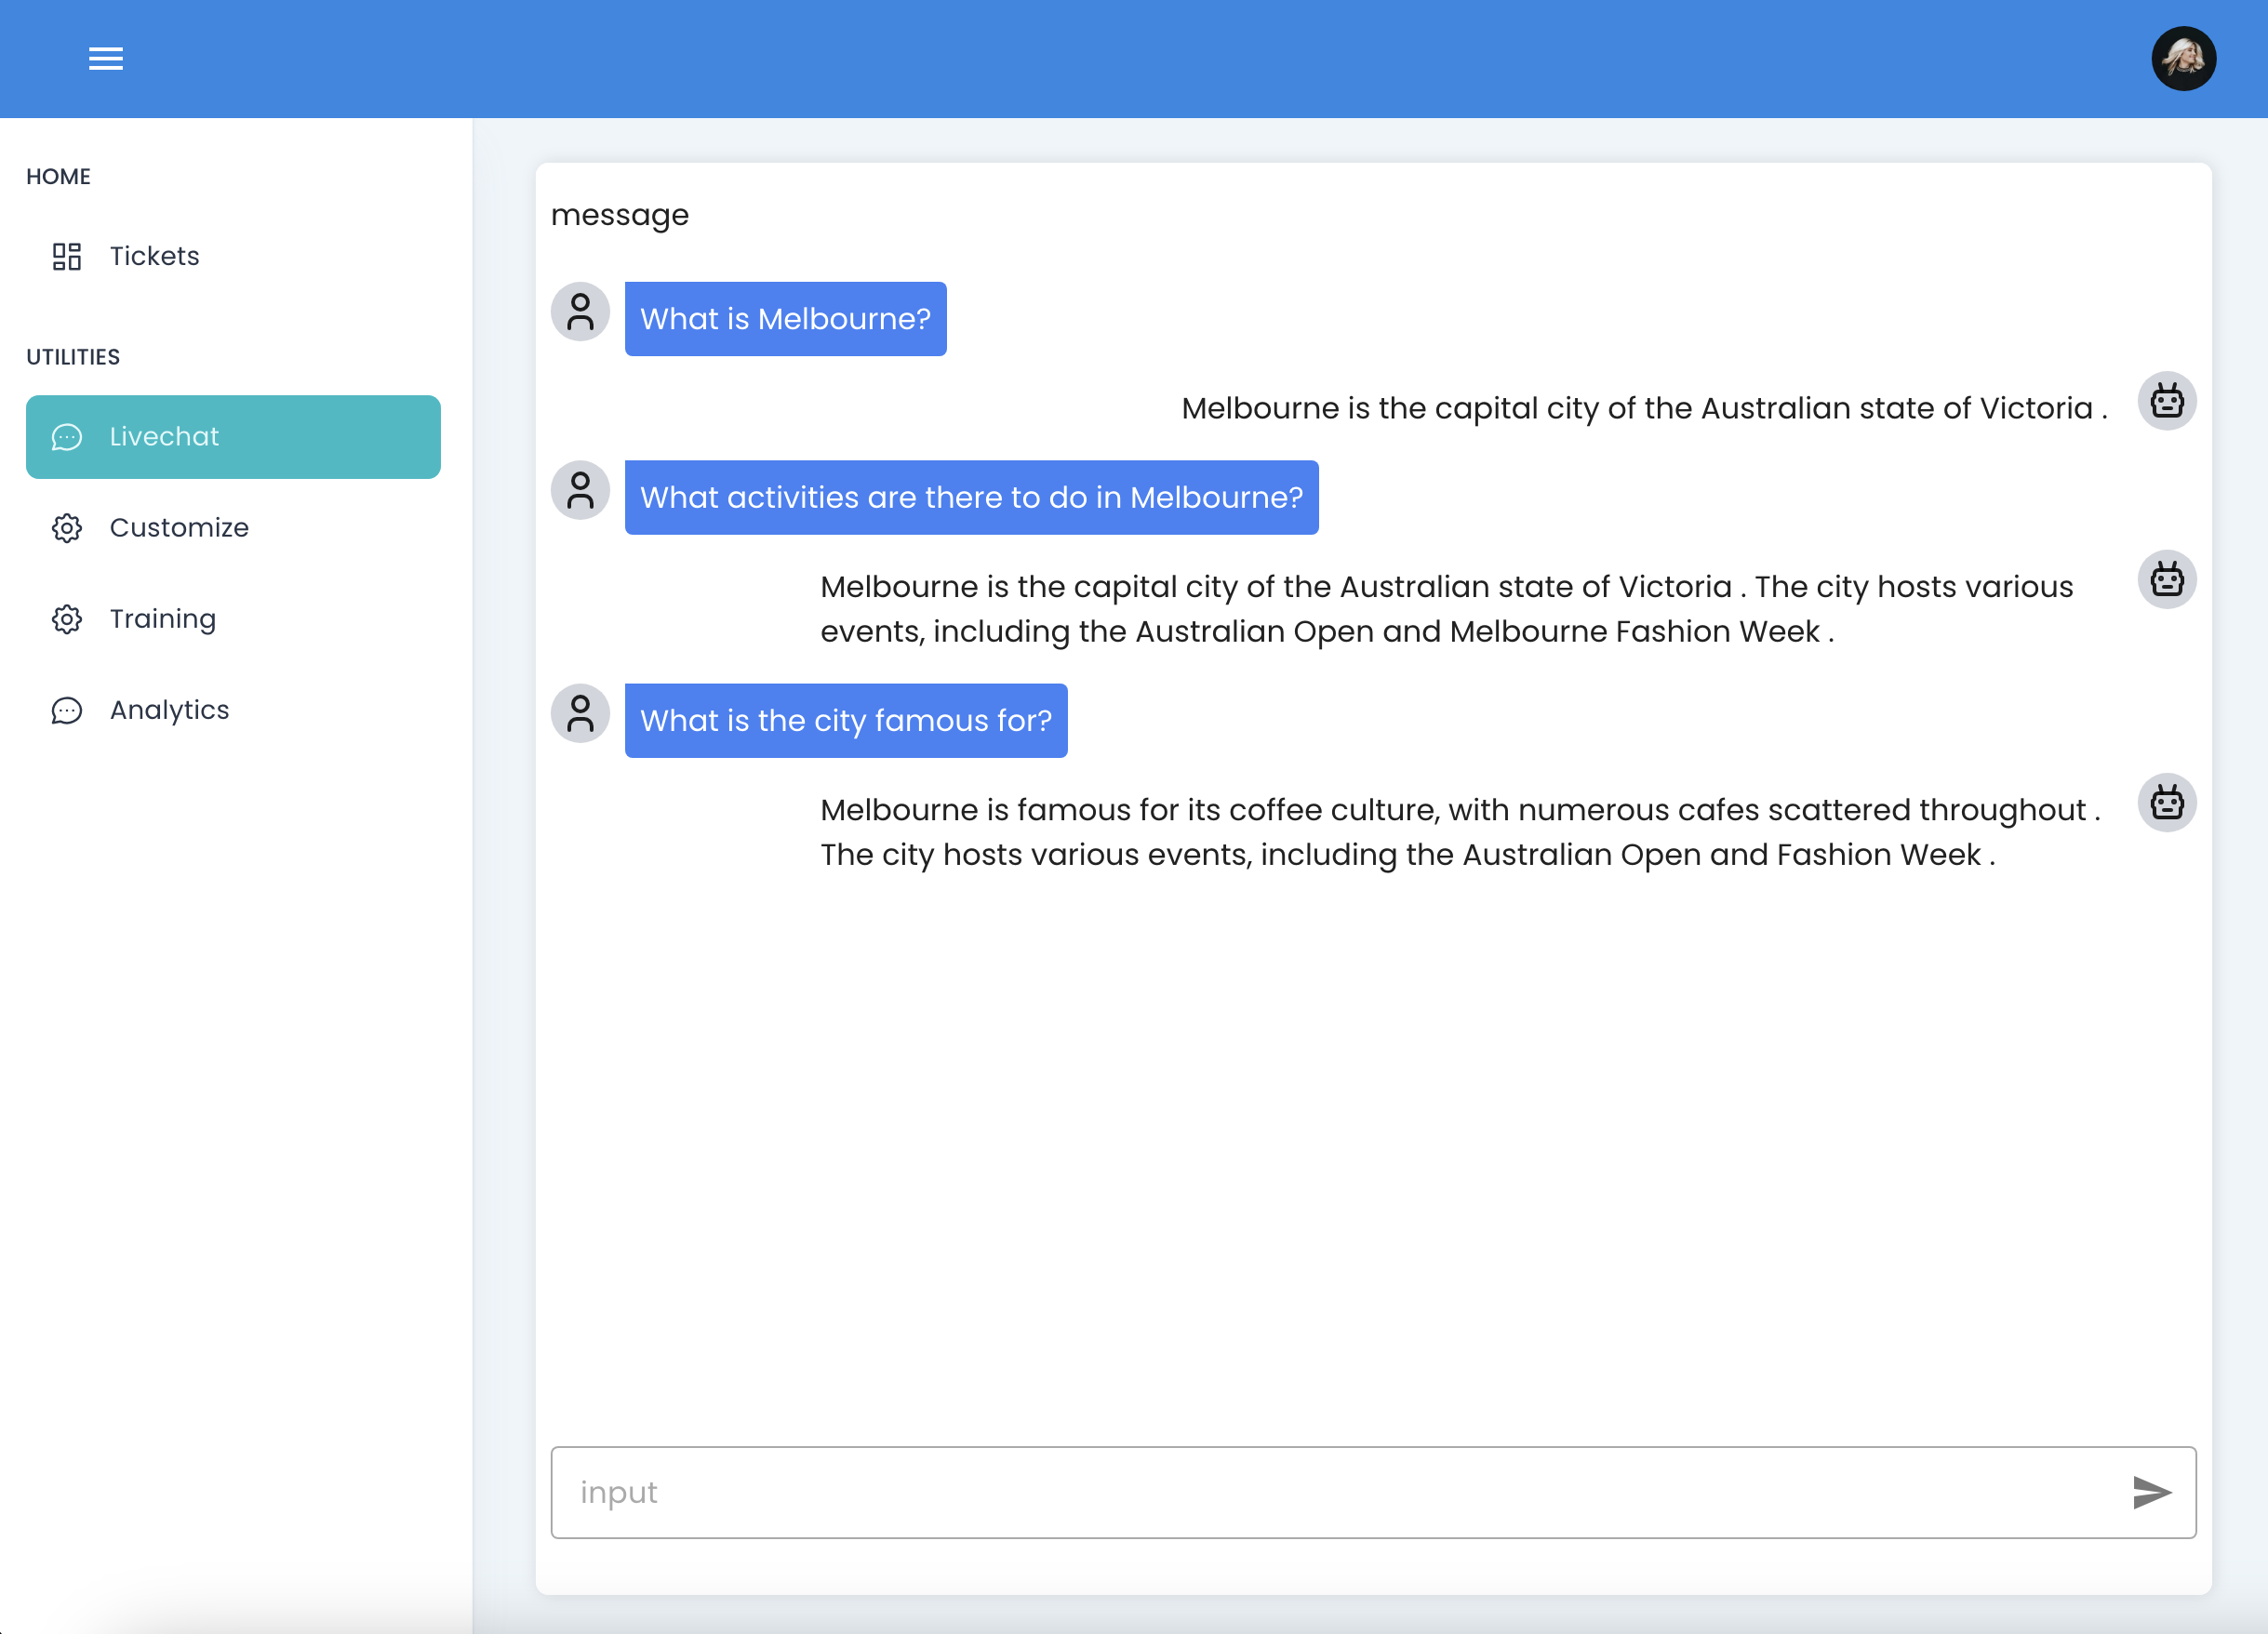 HOME
Tickets
UTILITIES
Livechat
Customize
Training
Analytics
message
What is Melbourne?
Melbourne is the capital city of the Australian state of Victoria .
What activities are there to do in Melbourne?
Melbourne is the capital city of the Australian state of Victoria . The city hosts various
events, including the Australian Open and Melbourne Fashion Week .
What is the city famous for?
Melbourne is famous for its coffee culture, with numerous cafes scattered throughout .
The city hosts various events, including the Australian Open and Fashion Week .
input